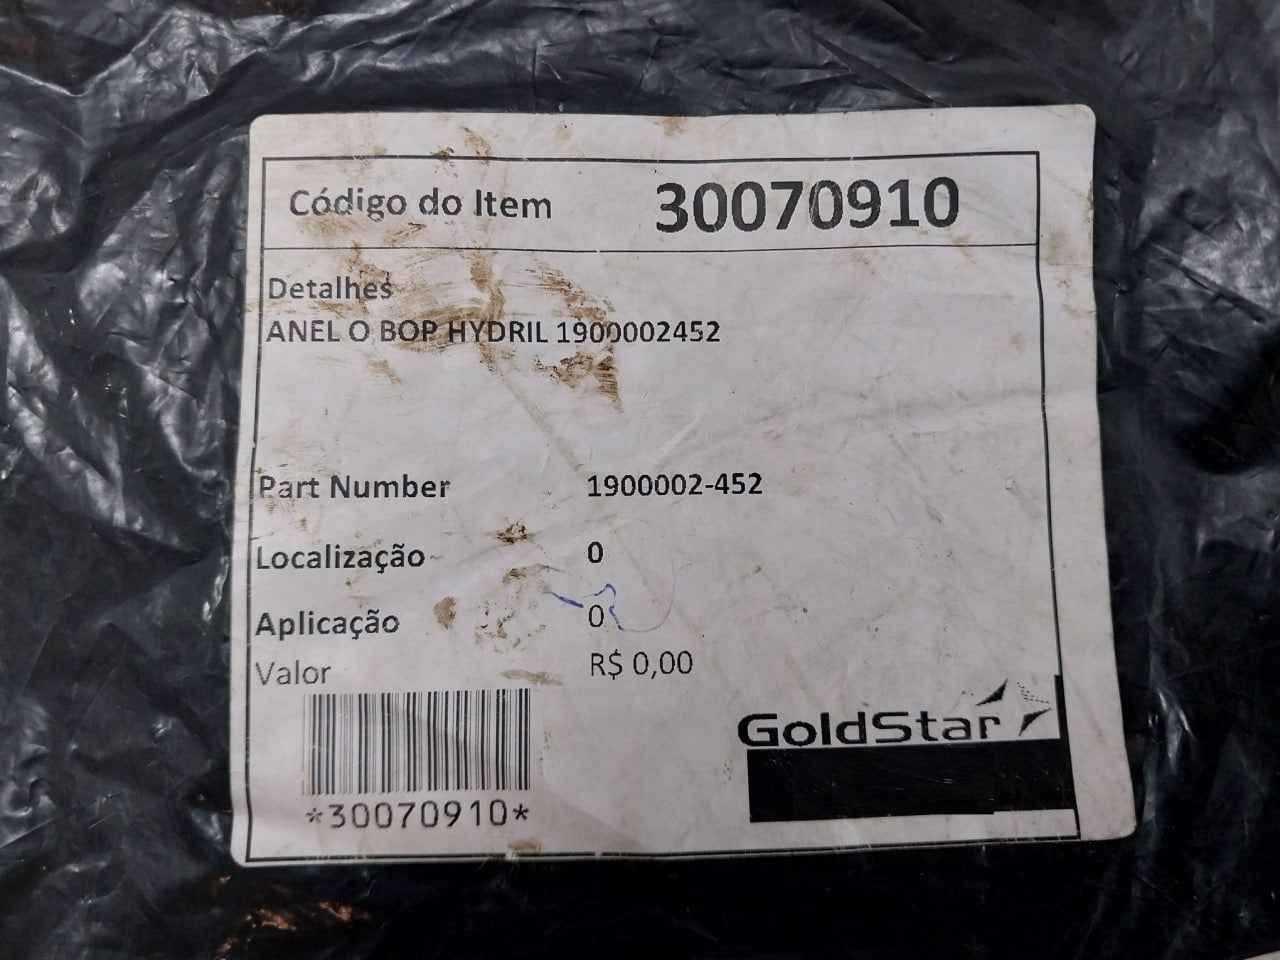 Código do Item 30070910
Detalhes
ANEL O BOP HYDRIL 1900002452
Part Number 1900002-452
Localização 0
Aplicação 0
Valor R$ 0,00
*30070910*
GoldStar